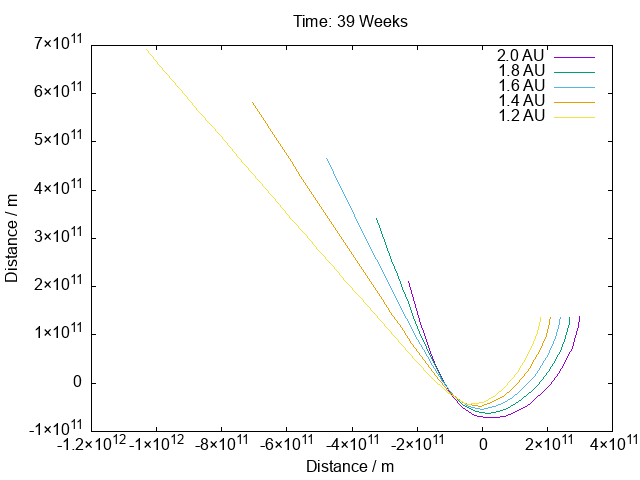 Time: 39 Weeks
7×10¹¹
6×10¹¹
5×10¹¹
4×10¹¹
3×10¹¹
2×10¹¹
1×10¹¹
0
-1×10¹¹
Distance / m
2.0 AU
1.8 AU
1.6 AU
1.4 AU
1.2 AU
-1.2×10¹² -1×10¹² -8×10¹¹ -6×10¹¹ -4×10¹¹ -2×10¹¹ 0 2×10¹¹ 4×10¹¹
Distance / m